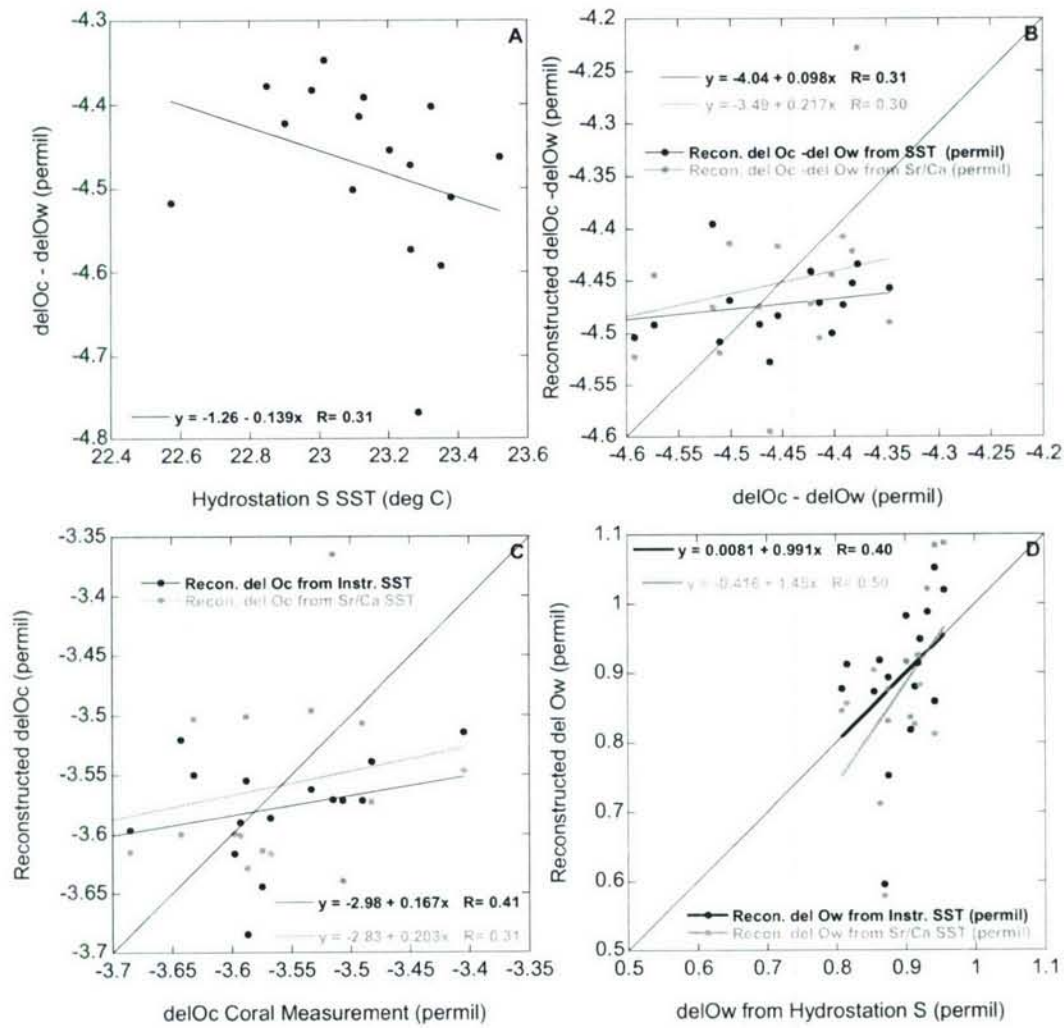 A
delOc - delOw (permil)
-4.3
-4.4
-4.5
-4.6
-4.7
-4.8
y = -1.26 - 0.139x R= 0.31
22.4 22.6 22.8 23 23.2 23.4 23.6
Hydrostation S SST (deg C)
B
Reconstructed delOc -delOw (permil)
-4.2
-4.25
-4.3
-4.35
-4.4
-4.45
-4.5
-4.55
-4.6
y = -4.04 + 0.098x R= 0.31
y = -3.49 + 0.217x R= 0.30
Recon. del Oc -del Ow from SST (permil)
Recon. del Oc -del Ow from Sr/Ca (permil)
-4.6 -4.55 -4.5 -4.45 -4.4 -4.35 -4.3 -4.25 -4.2
delOc - delOw (permil)
C
Reconstructed delOc (permil)
-3.35
-3.4
-3.45
-3.5
-3.55
-3.6
-3.65
-3.7
Recon. del Oc from Instr. SST
Recon. del Oc from Sr/Ca SST
y = -2.98 + 0.167x R= 0.41
y = -2.83 + 0.203x R= 0.31
-3.7 -3.65 -3.6 -3.55 -3.5 -3.45 -3.4 -3.35
delOc Coral Measurement (permil)
D
Reconstructed del Ow (permil)
1.1
1
0.9
0.8
0.7
0.6
0.5
y = 0.0081 + 0.991x R= 0.40
R= 0.50
Recon. del Ow from Instr. SST (permil)
Recon. del Ow from Sr/Ca SST (permil)
0.5 0.6 0.7 0.8 0.9 1 1.1
delOw from Hydrostation S (permil)